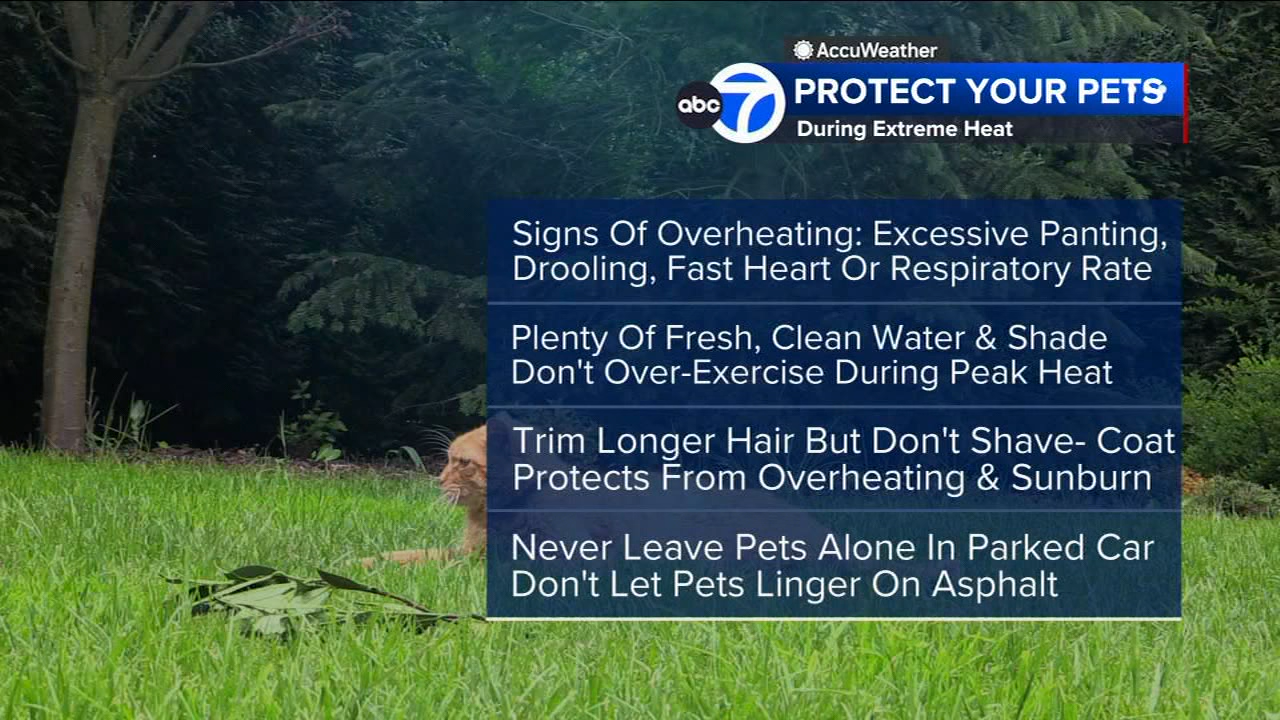 AccuWeather
abc 7 PROTECT YOUR PETS
During Extreme Heat
Signs Of Overheating: Excessive Panting,
Drooling, Fast Heart Or Respiratory Rate
Plenty Of Fresh, Clean Water & Shade
Don't Over-Exercise During Peak Heat
Trim Longer Hair But Don't Shave- Coat
Protects From Overheating & Sunburn
Never Leave Pets Alone In Parked Car
Don't Let Pets Linger On Asphalt